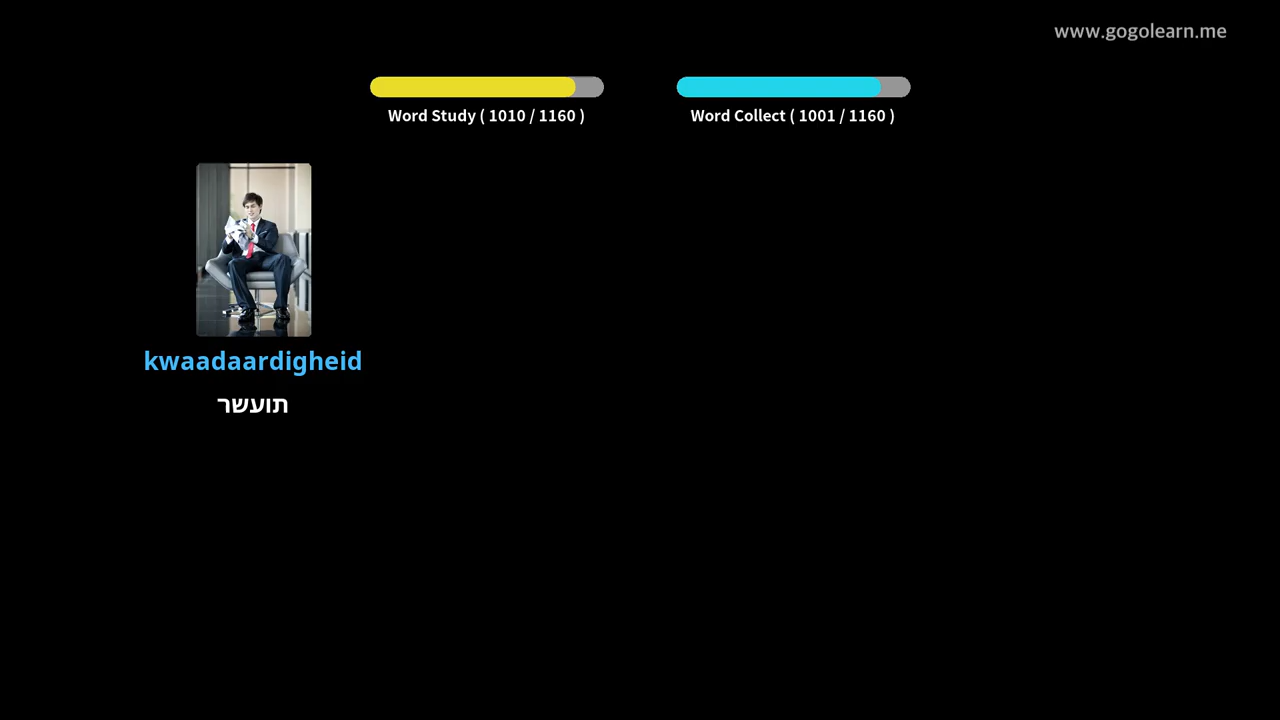 www.gogolearn.me
Word Study ( 1010 / 1160 )
Word Collect ( 1001 / 1160 )
kwaadaardigheid
תועשר